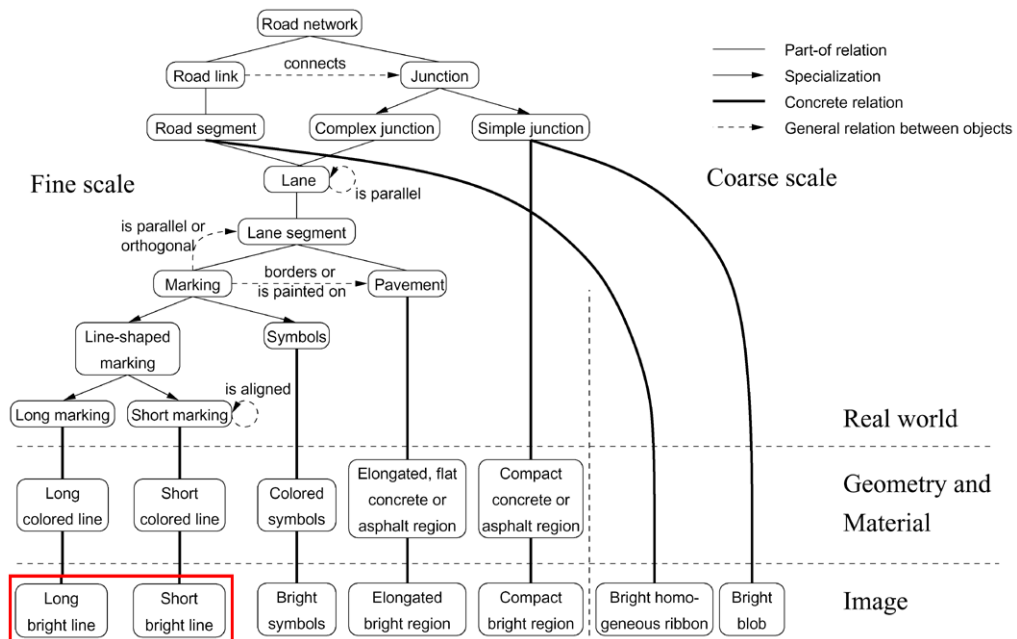 Road network
Part-of relation
Specialization
Concrete relation
General relation between objects
Road link
connects
Junction
Road segment
Complex junction
Simple junction
Fine scale
Coarse scale
Lane
is parallel
is parallel or
orthogonal
Lane segment
Marking
borders or
is painted on
Pavement
Line-shaped
marking
Symbols
is aligned
Long marking
Short marking
Real world
Long
colored line
Short
colored line
Colored
symbols
Elongated, flat
concrete or
asphalt region
Compact
concrete or
asphalt region
Geometry and
Material
Long
bright line
Short
bright line
Bright
symbols
Elongated
bright region
Compact
bright region
Bright homo-
geneous ribbon
Bright
blob
Image